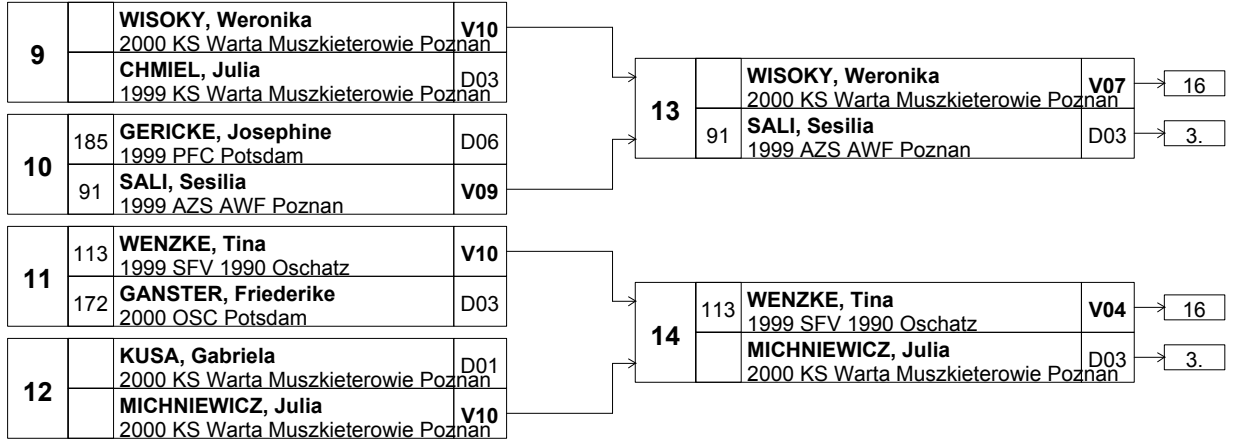 9
WISOKY, Weronika
2000 KS Warta Muszkieterowie Poznan
V10
CHMIEL, Julia
1999 KS Warta Muszkieterowie Poznan
D03
10
185 GERICKE, Josephine
1999 PFC Potsdam
D06
91 SALI, Sesilia
1999 AZS AWF Poznan
V09
11
113 WENZKE, Tina
1999 SFV 1990 Oschatz
V10
172 GANSTER, Friederike
2000 OSC Potsdam
D03
12
KUSA, Gabriela
2000 KS Warta Muszkieterowie Poznan
D01
MICHNIEWICZ, Julia
2000 KS Warta Muszkieterowie Poznan
V10
13
WISOKY, Weronika
2000 KS Warta Muszkieterowie Poznan
V07 16
91 SALI, Sesilia
1999 AZS AWF Poznan
D03 3.
14
113 WENZKE, Tina
1999 SFV 1990 Oschatz
V04 16
MICHNIEWICZ, Julia
2000 KS Warta Muszkieterowie Poznan
D03 3.